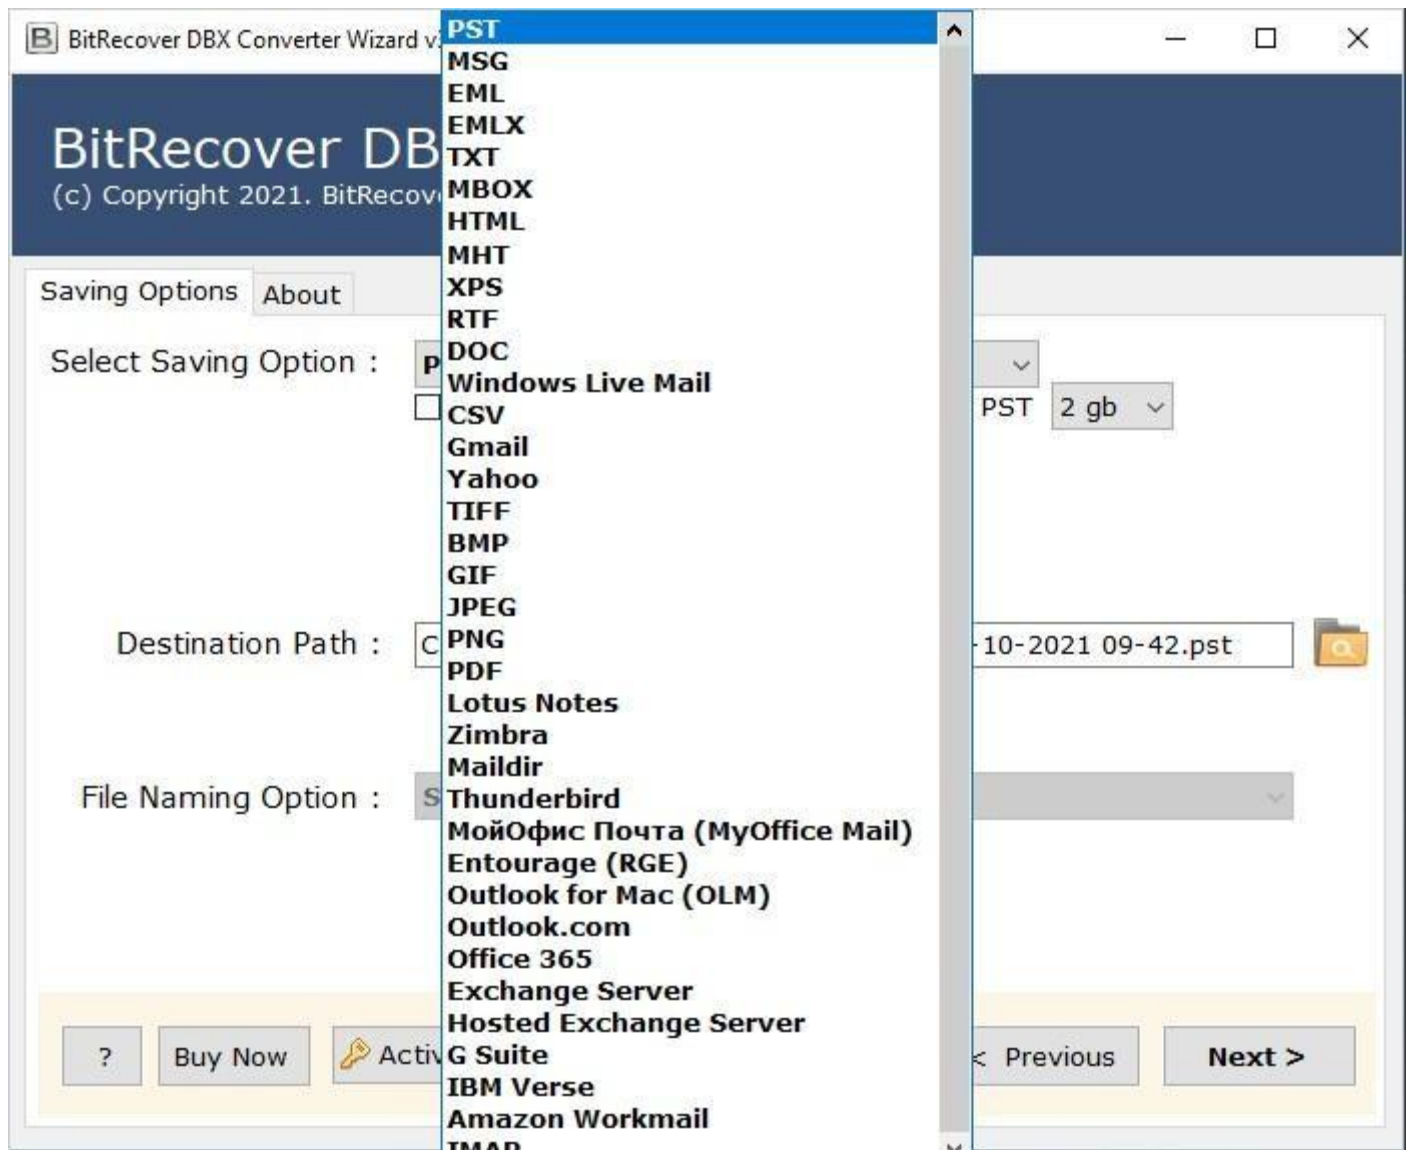 BitRecover DBX Converter Wizard
BitRecover
(c) Copyright 2021.
Saving Options
About
Select Saving Option :
PST
2 gb
Destination Path :
-10-2021 09-42.pst
File Naming Option :
?
Buy Now
< Previous
Next >
PST
MSG
EML
EMLX
TXT
MBOX
HTML
MHT
XPS
RTF
DOC
Windows Live Mail
CSV
Gmail
Yahoo
TIFF
BMP
GIF
JPEG
PNG
PDF
Lotus Notes
Zimbra
Maildir
Thunderbird
МойОфис Почта (MyOffice Mail)
Entourage (RGE)
Outlook for Mac (OLM)
Outlook.com
Office 365
Exchange Server
Hosted Exchange Server
G Suite
IBM Verse
Amazon Workmail
IMAP